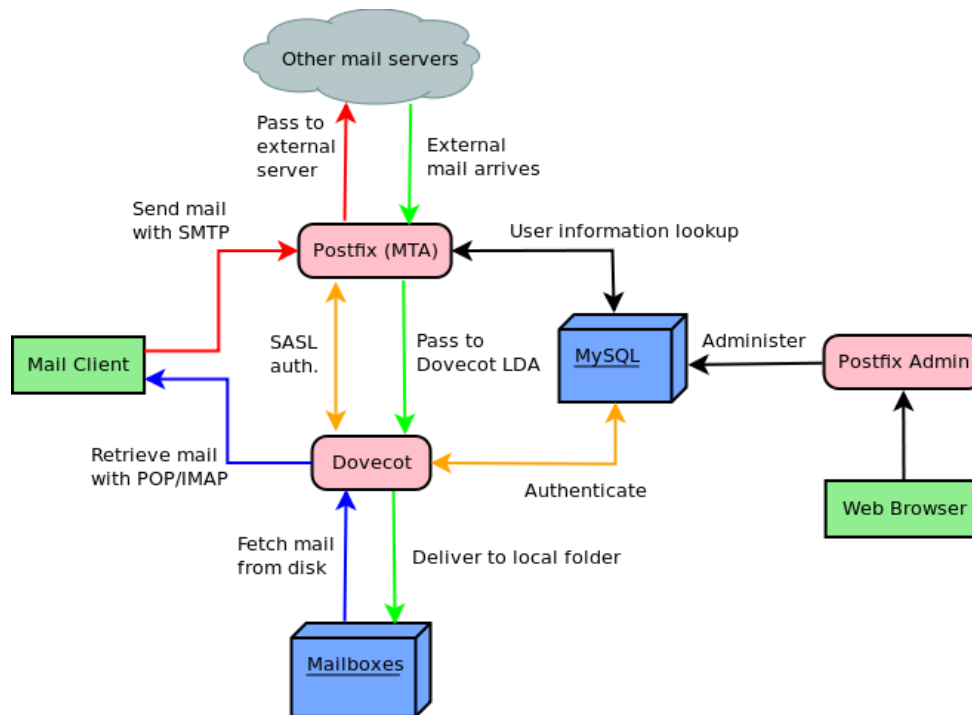 Other mail servers
Pass to
external
server
External
mail arrives
Send mail
with SMTP
Postfix (MTA)
User information lookup
SASL
auth.
Pass to
Dovecot LDA
MySQL
Administer
Postfix Admin
Mail Client
Retrieve mail
with POP/IMAP
Dovecot
Authenticate
Web Browser
Fetch mail
from disk
Deliver to local folder
Mailboxes